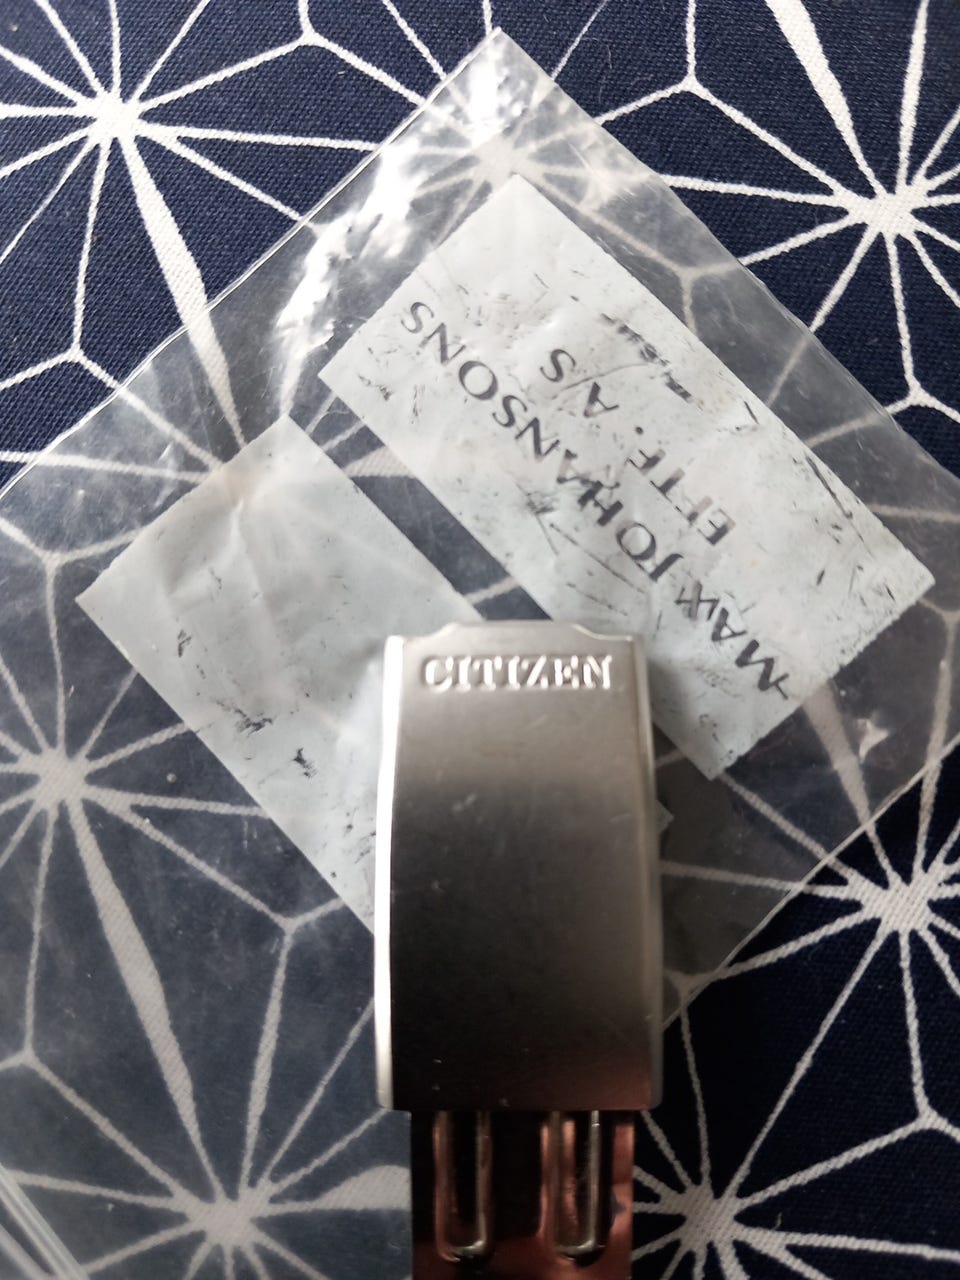 MAX JOHANSONS
EFTF. A/S
CITIZEN